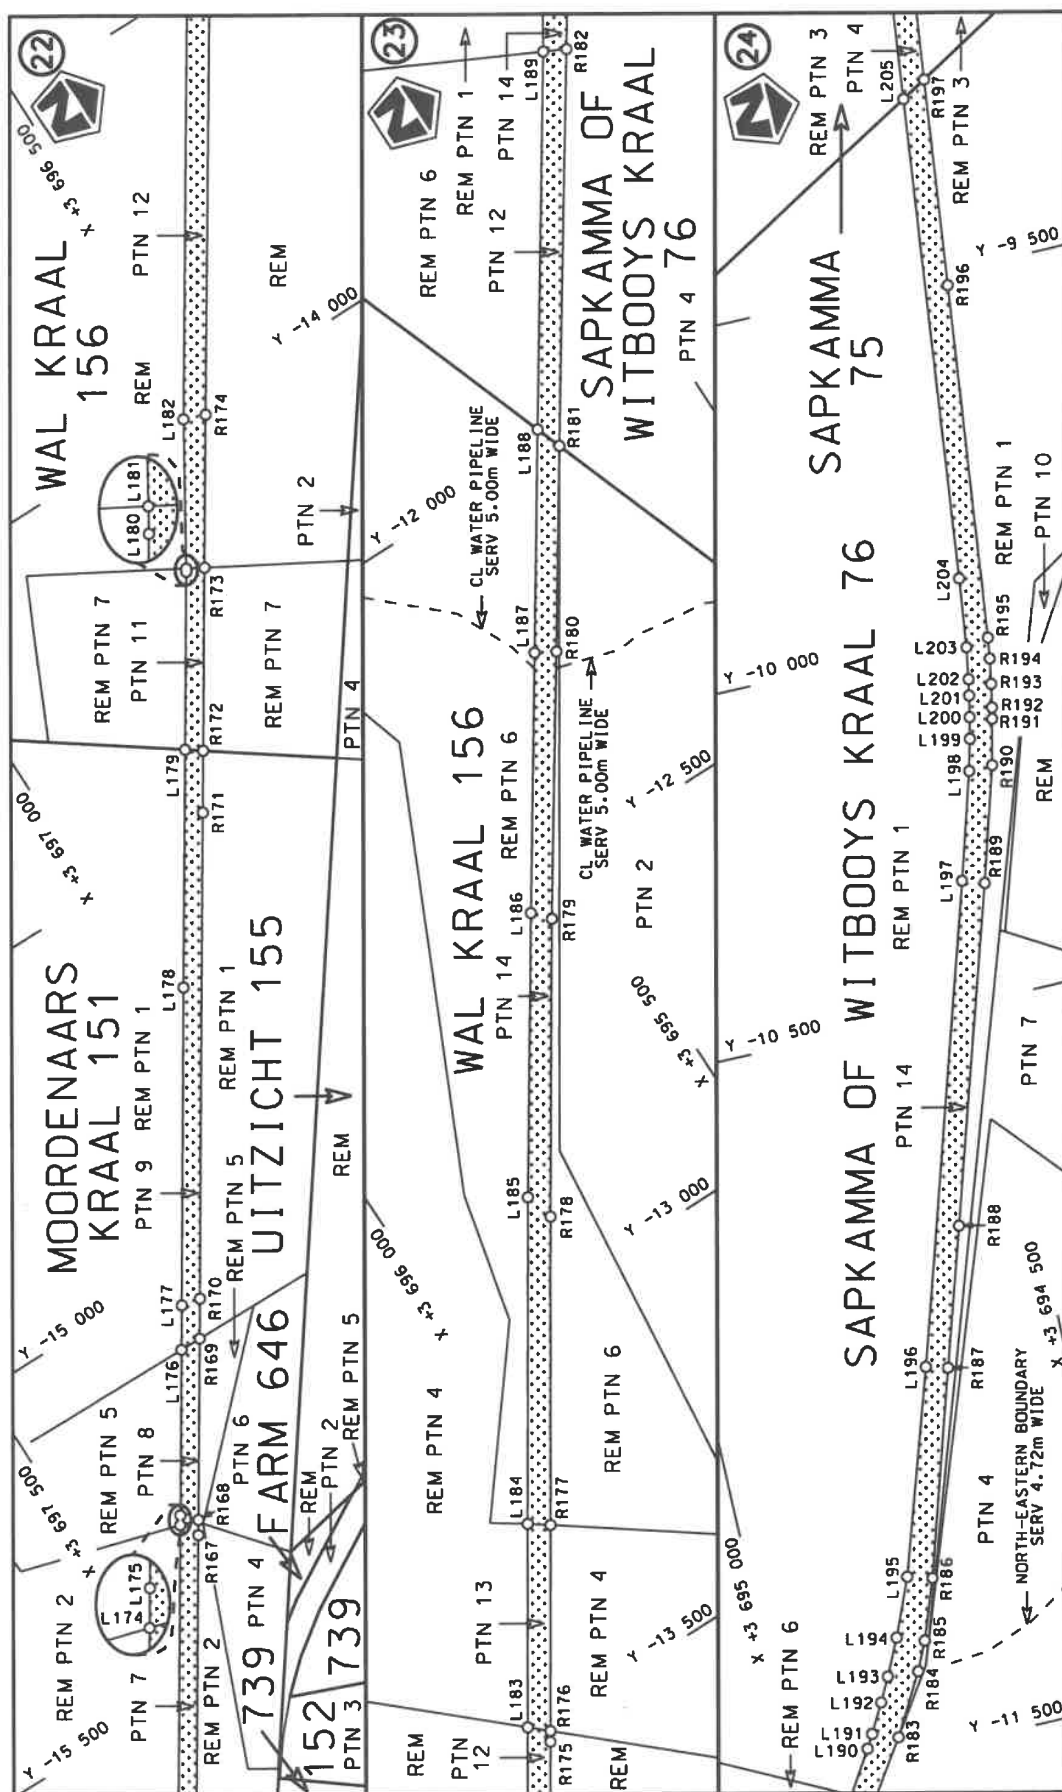 22
N
X +3 696 500
WAL KRAAL
156
PTN 12
REM
REM
Y -14 000
L182
R174
L180 L181
PTN 2
R173
REM PTN 7
PTN 11
REM PTN 7
R172
L179
PTN 4
R171
X +3 697 000
MOORDENAARS
KRAAL 151
L178
PTN 9 REM PTN 1
REM PTN 1
UITZICHT 155
REM
REM PTN 5
L177
R170
Y -15 000
L176
R169
REM PTN 5
PTN 8
PTN 6
R168
R167
FARM 646
REM
PTN 2
REM PTN 5
X +3 697 500
L174
L175
REM PTN 2
PTN 7
REM PTN 2
739 PTN 4
152
PTN 3
739
Y -15 500
23
N
L189
R182
REM PTN 1
PTN 14
REM PTN 6
PTN 12
SAPKAMMA OF
WITBOOYS KRAAL
76
PTN 4
L188
R181
CL WATER PIPELINE
SERV 5.00m WIDE
Y -12 000
L187
R180
CL WATER PIPELINE
SERV 5.00m WIDE
WAL KRAAL 156
REM PTN 6
Y -12 500
L186
R179
PTN 14
PTN 2
X +3 695 500
L185
R178
Y -13 000
X +3 696 000
REM PTN 4
REM PTN 6
L184
R177
PTN 13
REM PTN 4
Y -13 500
L183
R176
R175
REM
PTN
12
REM
24
N
REM PTN 3
PTN 4
L205
R197
REM PTN 3
Y -9 500
R196
SAPKAMMA
75
L204
REM PTN 1
PTN 10
R195
L203
R194
L202
R193
L201
R192
L200
R191
L199
L198
R190
REM
Y -10 000
SAPKAMMA OF WITBOOYS KRAAL 76
REM PTN 1
L197
R189
Y -10 500
PTN 14
PTN 7
R188
X +3 694 500
L196
R187
NORTH-EASTERN BOUNDARY
SERV 4.72m WIDE
PTN 4
L195
R186
X +3 695 000
L194
R185
L193
R184
L192
L191
R183
L190
REM PTN 6
Y -11 500